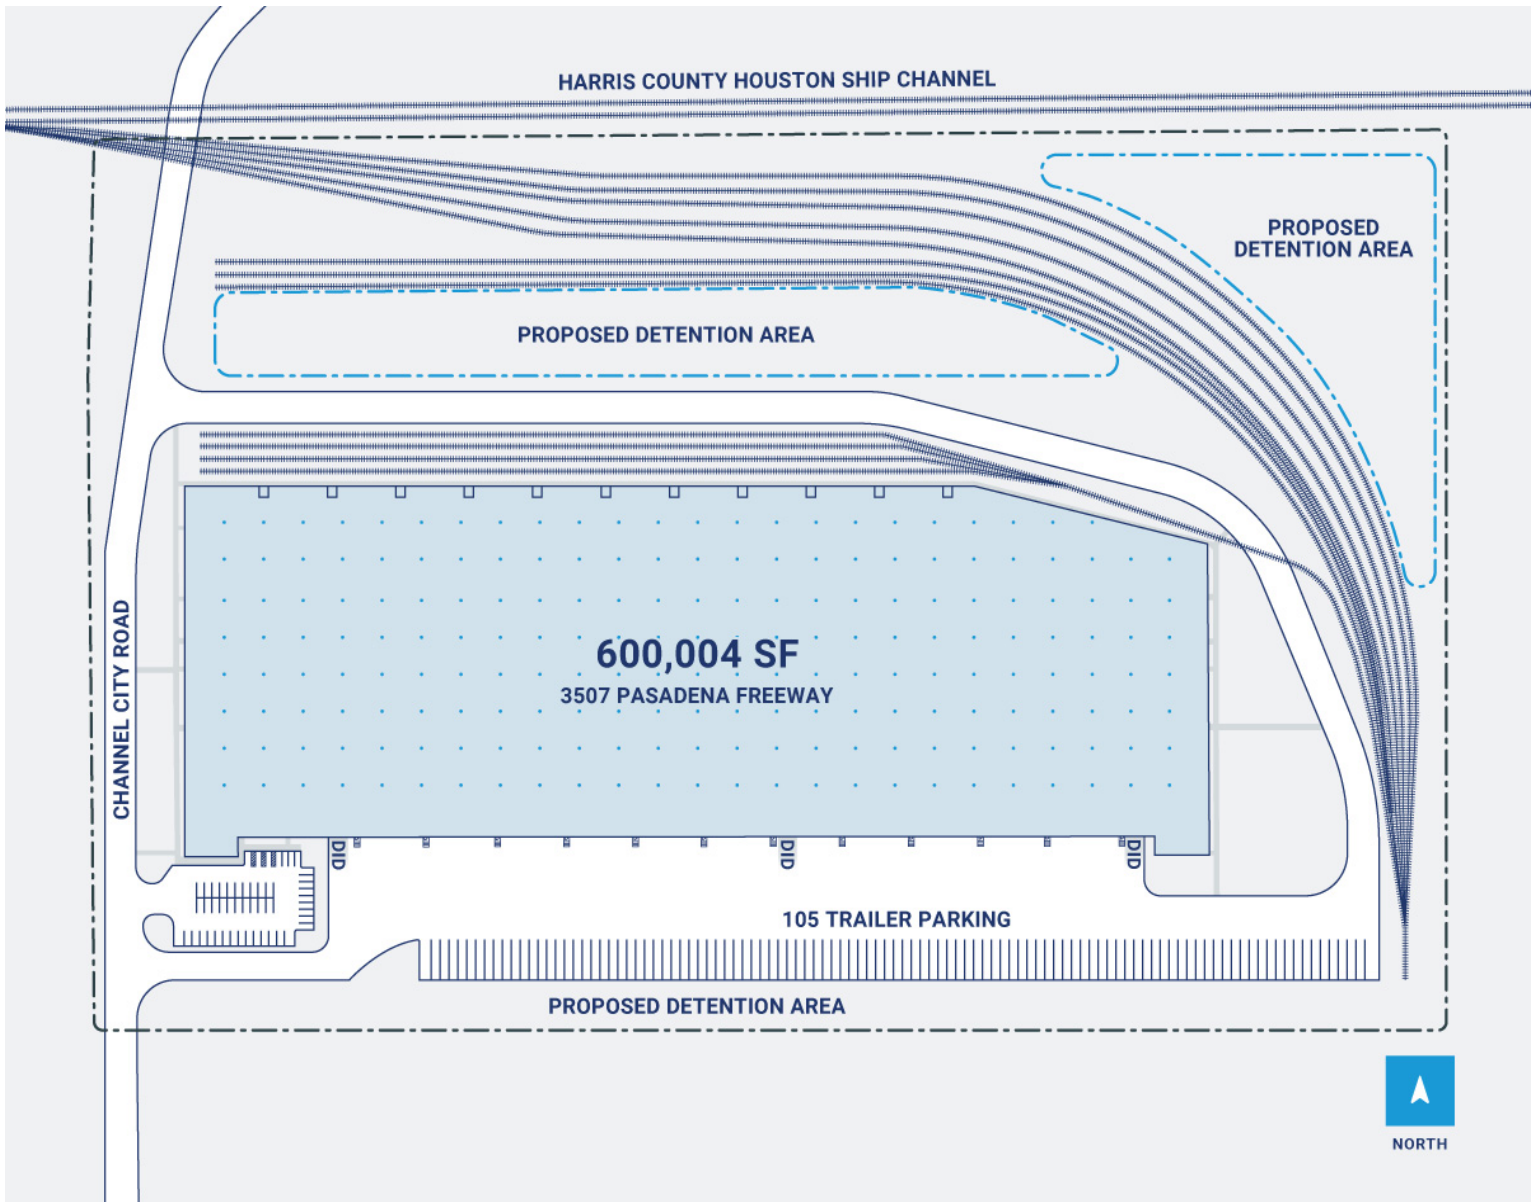 HARRIS COUNTY HOUSTON SHIP CHANNEL
PROPOSED
DETENTION AREA
PROPOSED DETENTION AREA
CHANNEL CITY ROAD
600,004 SF
3507 PASADENA FREEWAY
DID
DID
DID
105 TRAILER PARKING
PROPOSED DETENTION AREA
NORTH